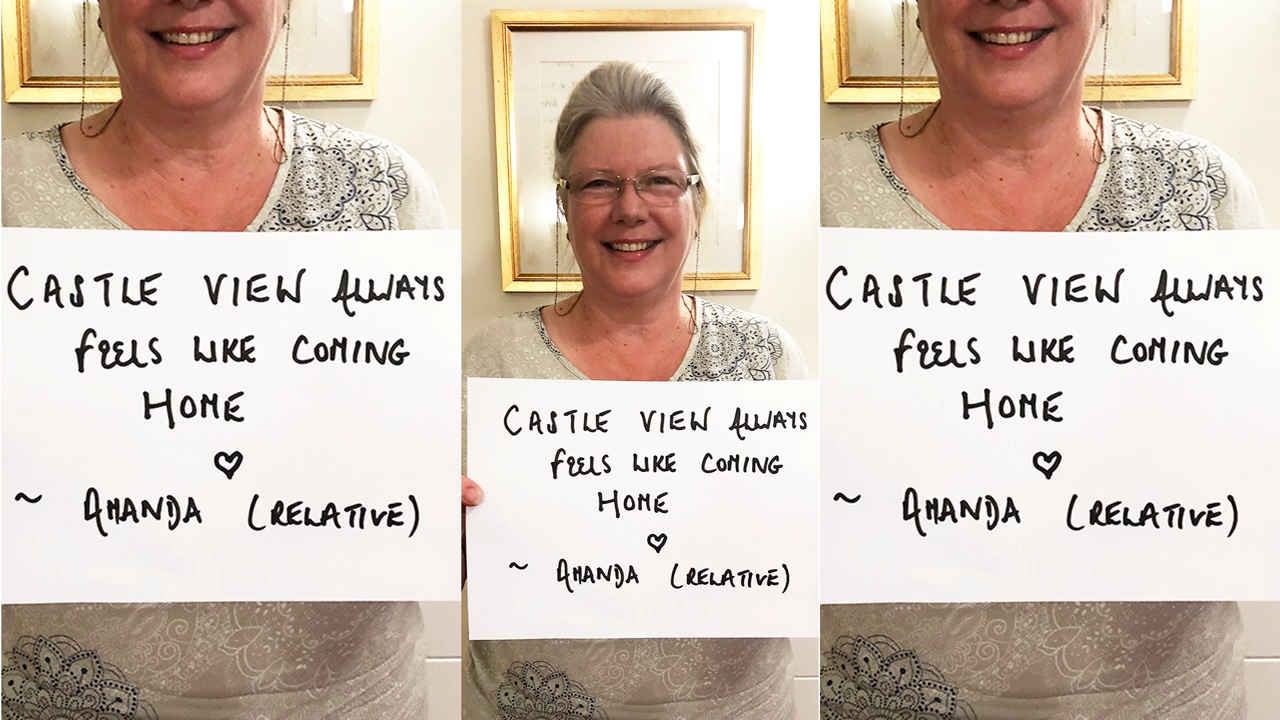 CASTLE VIEW ALWAYS
FEELS LIKE COMING
HOME
♡
~ AMANDA (RELATIVE)
CASTLE VIEW ALWAYS
FEELS LIKE COMING
HOME
♡
~ AMANDA (RELATIVE)
CASTLE VIEW ALWAYS
FEELS LIKE COMING
HOME
♡
~ AMANDA (RELATIVE)